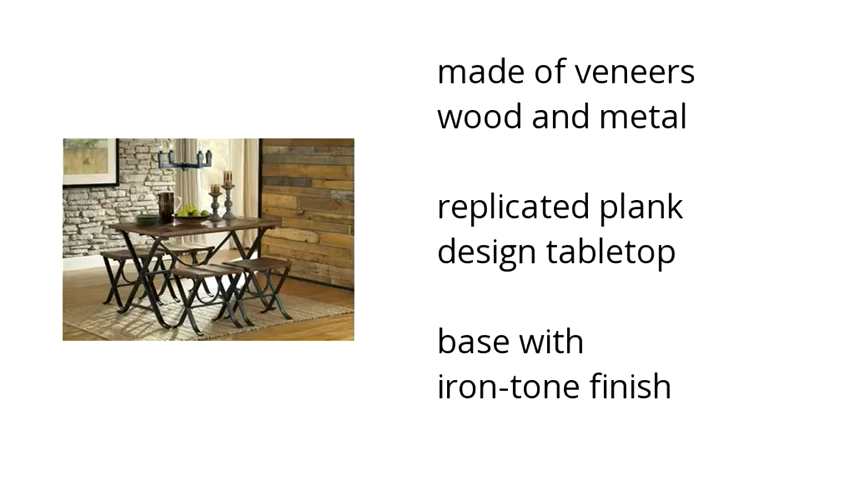 made of veneers
wood and metal
replicated plank
design tabletop
base with
iron-tone finish